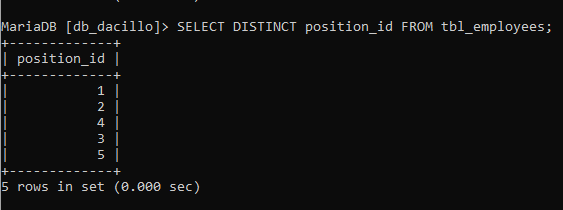 MariaDB [db_dacillo]> SELECT DISTINCT position_id FROM tbl_employees;
+-------------+
| position_id |
+-------------+
|           1 |
|           2 |
|           4 |
|           3 |
|           5 |
+-------------+
5 rows in set (0.000 sec)